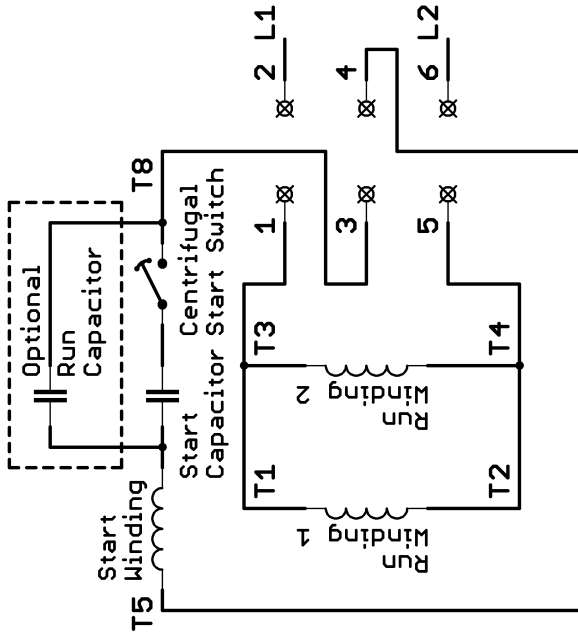 Optional
Run
Capacitor
T8
Centrifugal
Start Switch
Start
Capacitor
Start
Winding
T5
2 L1
4
6 L2
1
3
5
T3
T4
Run
Winding
2
T1
T2
Run
Winding
1